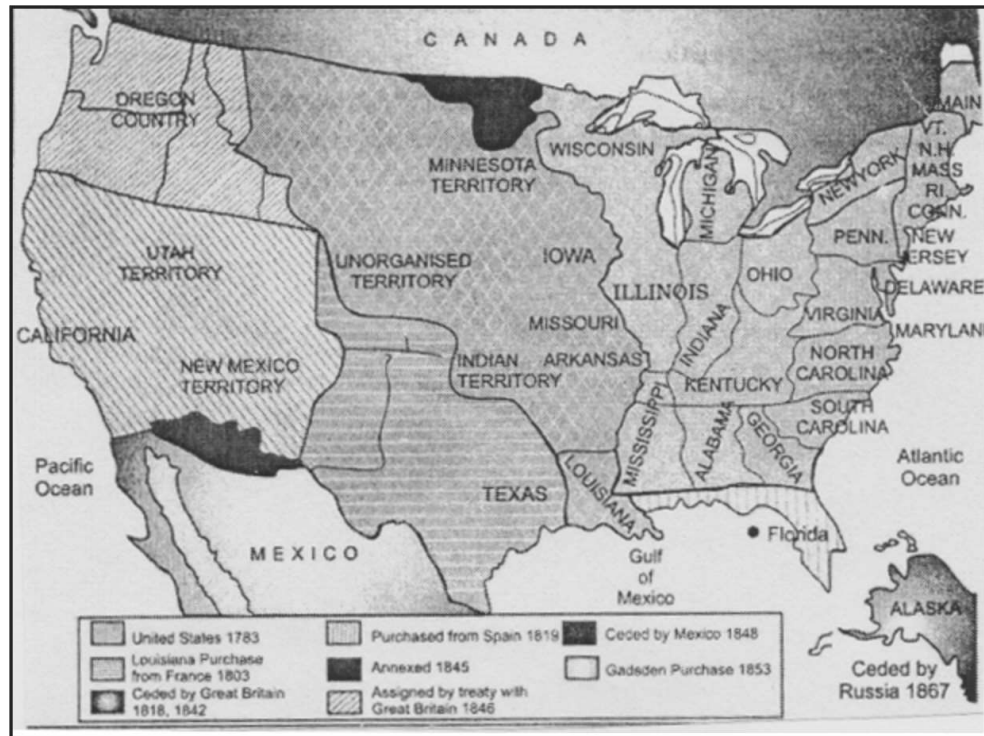 CANADA
OREGON
COUNTRY
MINNESOTA
TERRITORY
WISCONSIN
MICHIGAN
NEWYORK
MAIN
VT.
N.H.
MASS
RI
CONN.
PENN.
NEW
JERSEY
UTAH
TERRITORY
UNORGANISED
TERRITORY
IOWA
ILLINOIS
INDIANA
OHIO
DELAWARE
VIRGINIA
MARYLAN
CALIFORNIA
NEW MEXICO
TERRITORY
INDIAN
TERRITORY
MISSOURI
ARKANSAS
KENTUCKY
NORTH
CAROLINA
SOUTH
CAROLINA
MISSISSIPPI
ALABAMA
GEORGIA
Pacific
Ocean
TEXAS
LOUISIANA
Atlantic
Ocean
MEXICO
Gulf
of
Mexico
Florida
ALASKA
Ceded by
Russia 1867
United States 1783
Louisiana Purchase
from France 1803
Ceded by Great Britain
1818, 1842
Purchased from Spain 1819
Annexed 1845
Assigned by treaty with
Great Britain 1846
Ceded by Mexico 1848
Gadsden Purchase 1853